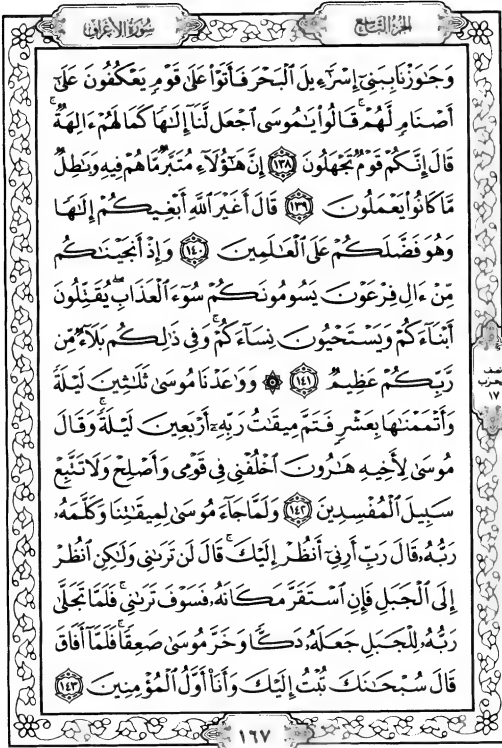 الجزء التاسع
سورة الأعراف
وَجَٰوَزْنَا بِبَنِىٓ إِسْرَٰٓءِيلَ ٱلْبَحْرَ فَأَتَوْا۟ عَلَىٰ قَوْمٍ يَعْكُفُونَ عَلَىٰٓ
أَصْنَامٍ لَّهُمْ ۚ قَالُوا۟ يَٰمُوسَى ٱجْعَل لَّنَآ إِلَٰهًا كَمَا لَهُمْ ءَالِهَةٌ ۚ
قَالَ إِنَّكُمْ قَوْمٌ تَجْهَلُونَ ١٣٨ إِنَّ هَٰٓؤُلَآءِ مُتَبَّرٌ مَّا هُمْ فِيهِ وَبَٰطِلٌ
مَّا كَانُوا۟ يَعْمَلُونَ ١٣٩ قَالَ أَغَيْرَ ٱللَّهِ أَبْغِيكُمْ إِلَٰهًا
وَهُوَ فَضَّلَكُمْ عَلَى ٱلْعَٰلَمِينَ ١٤٠ وَإِذْ أَنجَيْنَٰكُم
مِّنْ ءَالِ فِرْعَوْنَ يَسُومُونَكُمْ سُوٓءَ ٱلْعَذَابِ ۖ يُقَتِّلُونَ
أَبْنَآءَكُمْ وَيَسْتَحْيُونَ نِسَآءَكُمْ ۚ وَفِى ذَٰلِكُم بَلَآءٌ مِّن
رَّبِّكُمْ عَظِيمٌ ١٤١ ۞ وَوَٰعَدْنَا مُوسَىٰ ثَلَٰثِينَ لَيْلَةً
وَأَتْمَمْنَٰهَا بِعَشْرٍ فَتَمَّ مِيقَٰتُ رَبِّهِۦٓ أَرْبَعِينَ لَيْلَةً ۚ وَقَالَ
مُوسَىٰ لِأَخِيهِ هَٰرُونَ ٱخْلُفْنِى فِى قَوْمِى وَأَصْلِحْ وَلَا تَتَّبِعْ
سَبِيلَ ٱلْمُفْسِدِينَ ١٤٢ وَلَمَّا جَآءَ مُوسَىٰ لِمِيقَٰتِنَا وَكَلَّمَهُۥ
رَبُّهُۥ قَالَ رَبِّ أَرِنِىٓ أَنظُرْ إِلَيْكَ ۚ قَالَ لَن تَرَىٰنِى وَلَٰكِنِ ٱنظُرْ
إِلَى ٱلْجَبَلِ فَإِنِ ٱسْتَقَرَّ مَكَانَهُۥ فَسَوْفَ تَرَىٰنِى ۚ فَلَمَّا تَجَلَّىٰ
رَبُّهُۥ لِلْجَبَلِ جَعَلَهُۥ دَكًّا وَخَرَّ مُوسَىٰ صَعِقًا ۚ فَلَمَّآ أَفَاقَ
قَالَ سُبْحَٰنَكَ تُبْتُ إِلَيْكَ وَأَنَا۠ أَوَّلُ ٱلْمُؤْمِنِينَ ١٤٣
نصف
الحزب
١٧
١٦٧